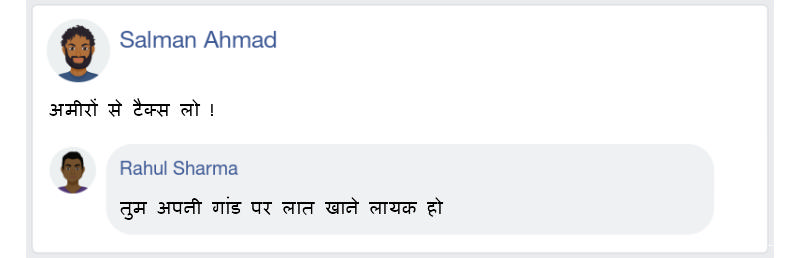 Salman Ahmad
अमीरों से टैक्स लो !
Rahul Sharma
तुम अपनी गांड पर लात खाने लायक हो